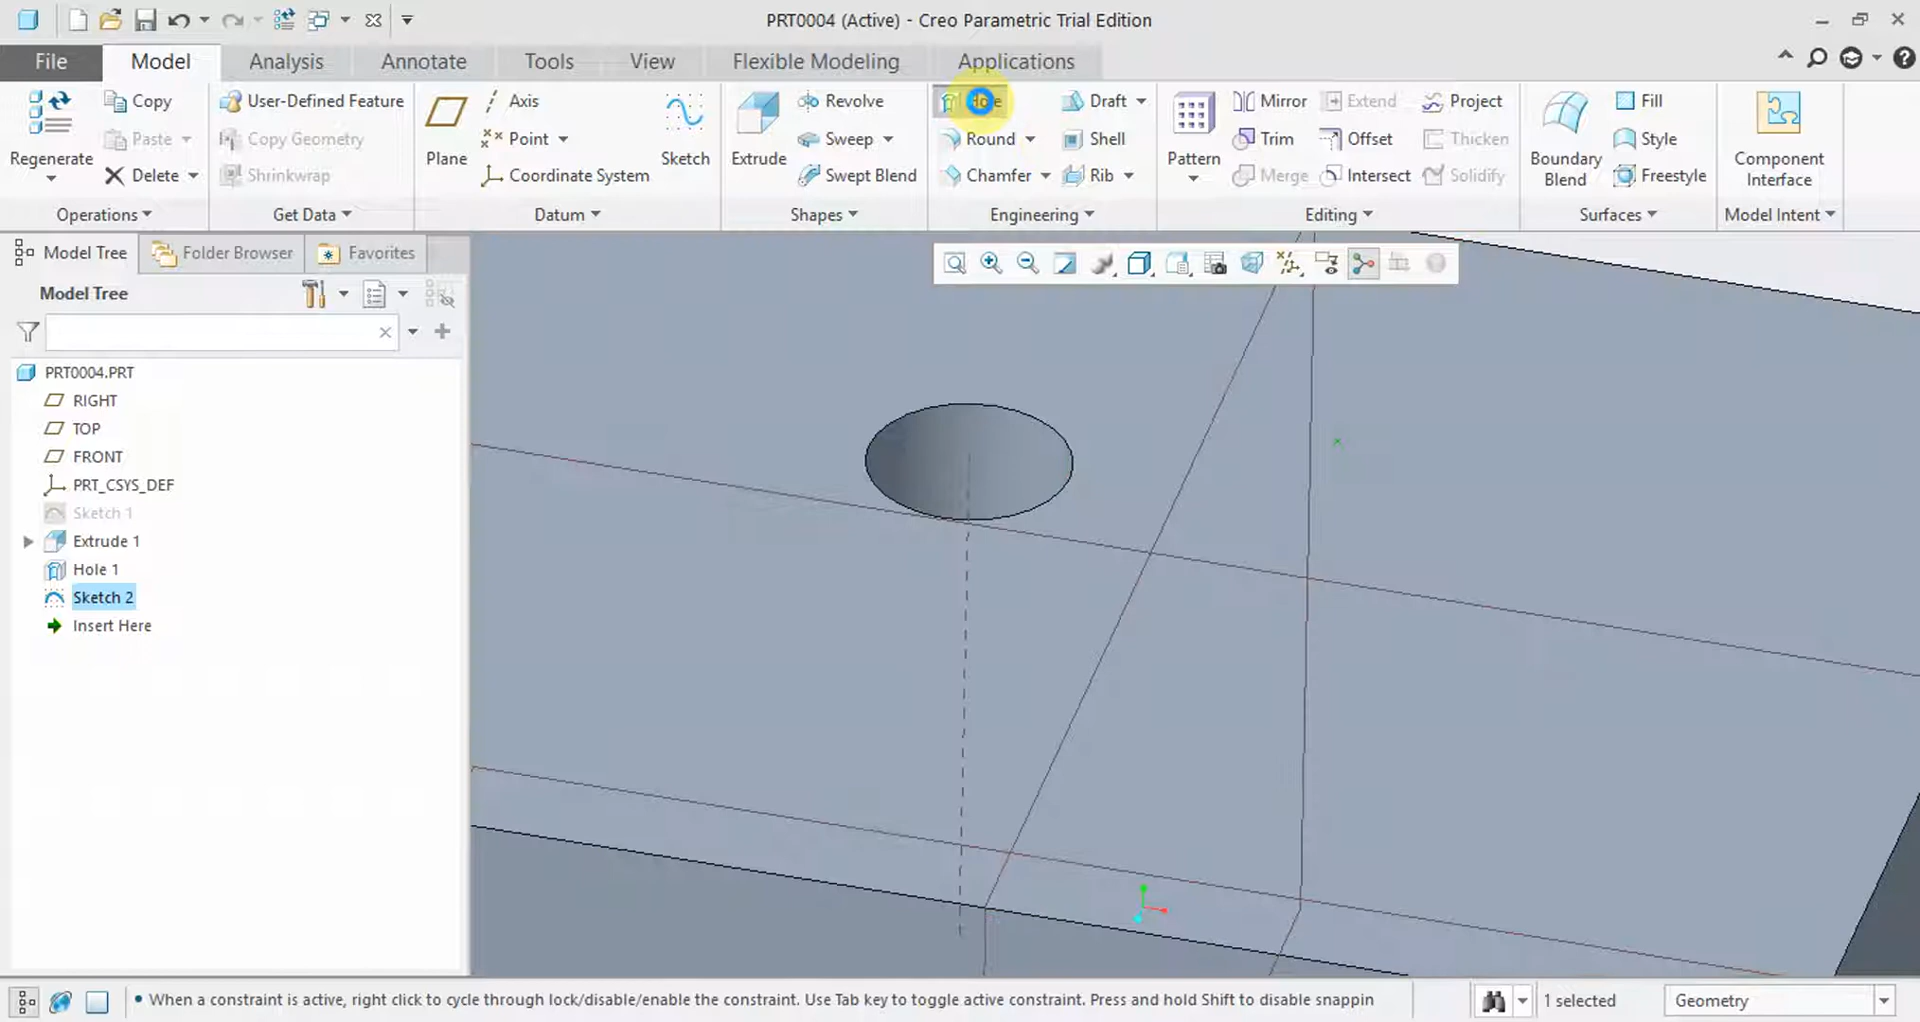 PRT0004 (Active) - Creo Parametric Trial Edition
File Model Analysis Annotate Tools View Flexible Modeling Applications
Regenerate
Copy
Paste
Delete
Operations
User-Defined Feature
Copy Geometry
Shrinkwrap
Get Data
Plane
Axis
Point
Coordinate System
Sketch
Datum
Extrude
Revolve
Sweep
Swept Blend
Shapes
Hole
Round
Chamfer
Draft
Shell
Rib
Engineering
Pattern
Mirror
Trim
Merge
Extend
Offset
Intersect
Project
Thicken
Solidify
Editing
Boundary
Blend
Fill
Style
Freestyle
Surfaces
Component
Interface
Model Intent
Model Tree Folder Browser Favorites
Model Tree
PRT0004.PRT
RIGHT
TOP
FRONT
PRT_CSYS_DEF
Sketch 1
Extrude 1
Hole 1
Sketch 2
Insert Here
• When a constraint is active, right click to cycle through lock/disable/enable the constraint. Use Tab key to toggle active constraint. Press and hold Shift to disable snappin
1 selected
Geometry